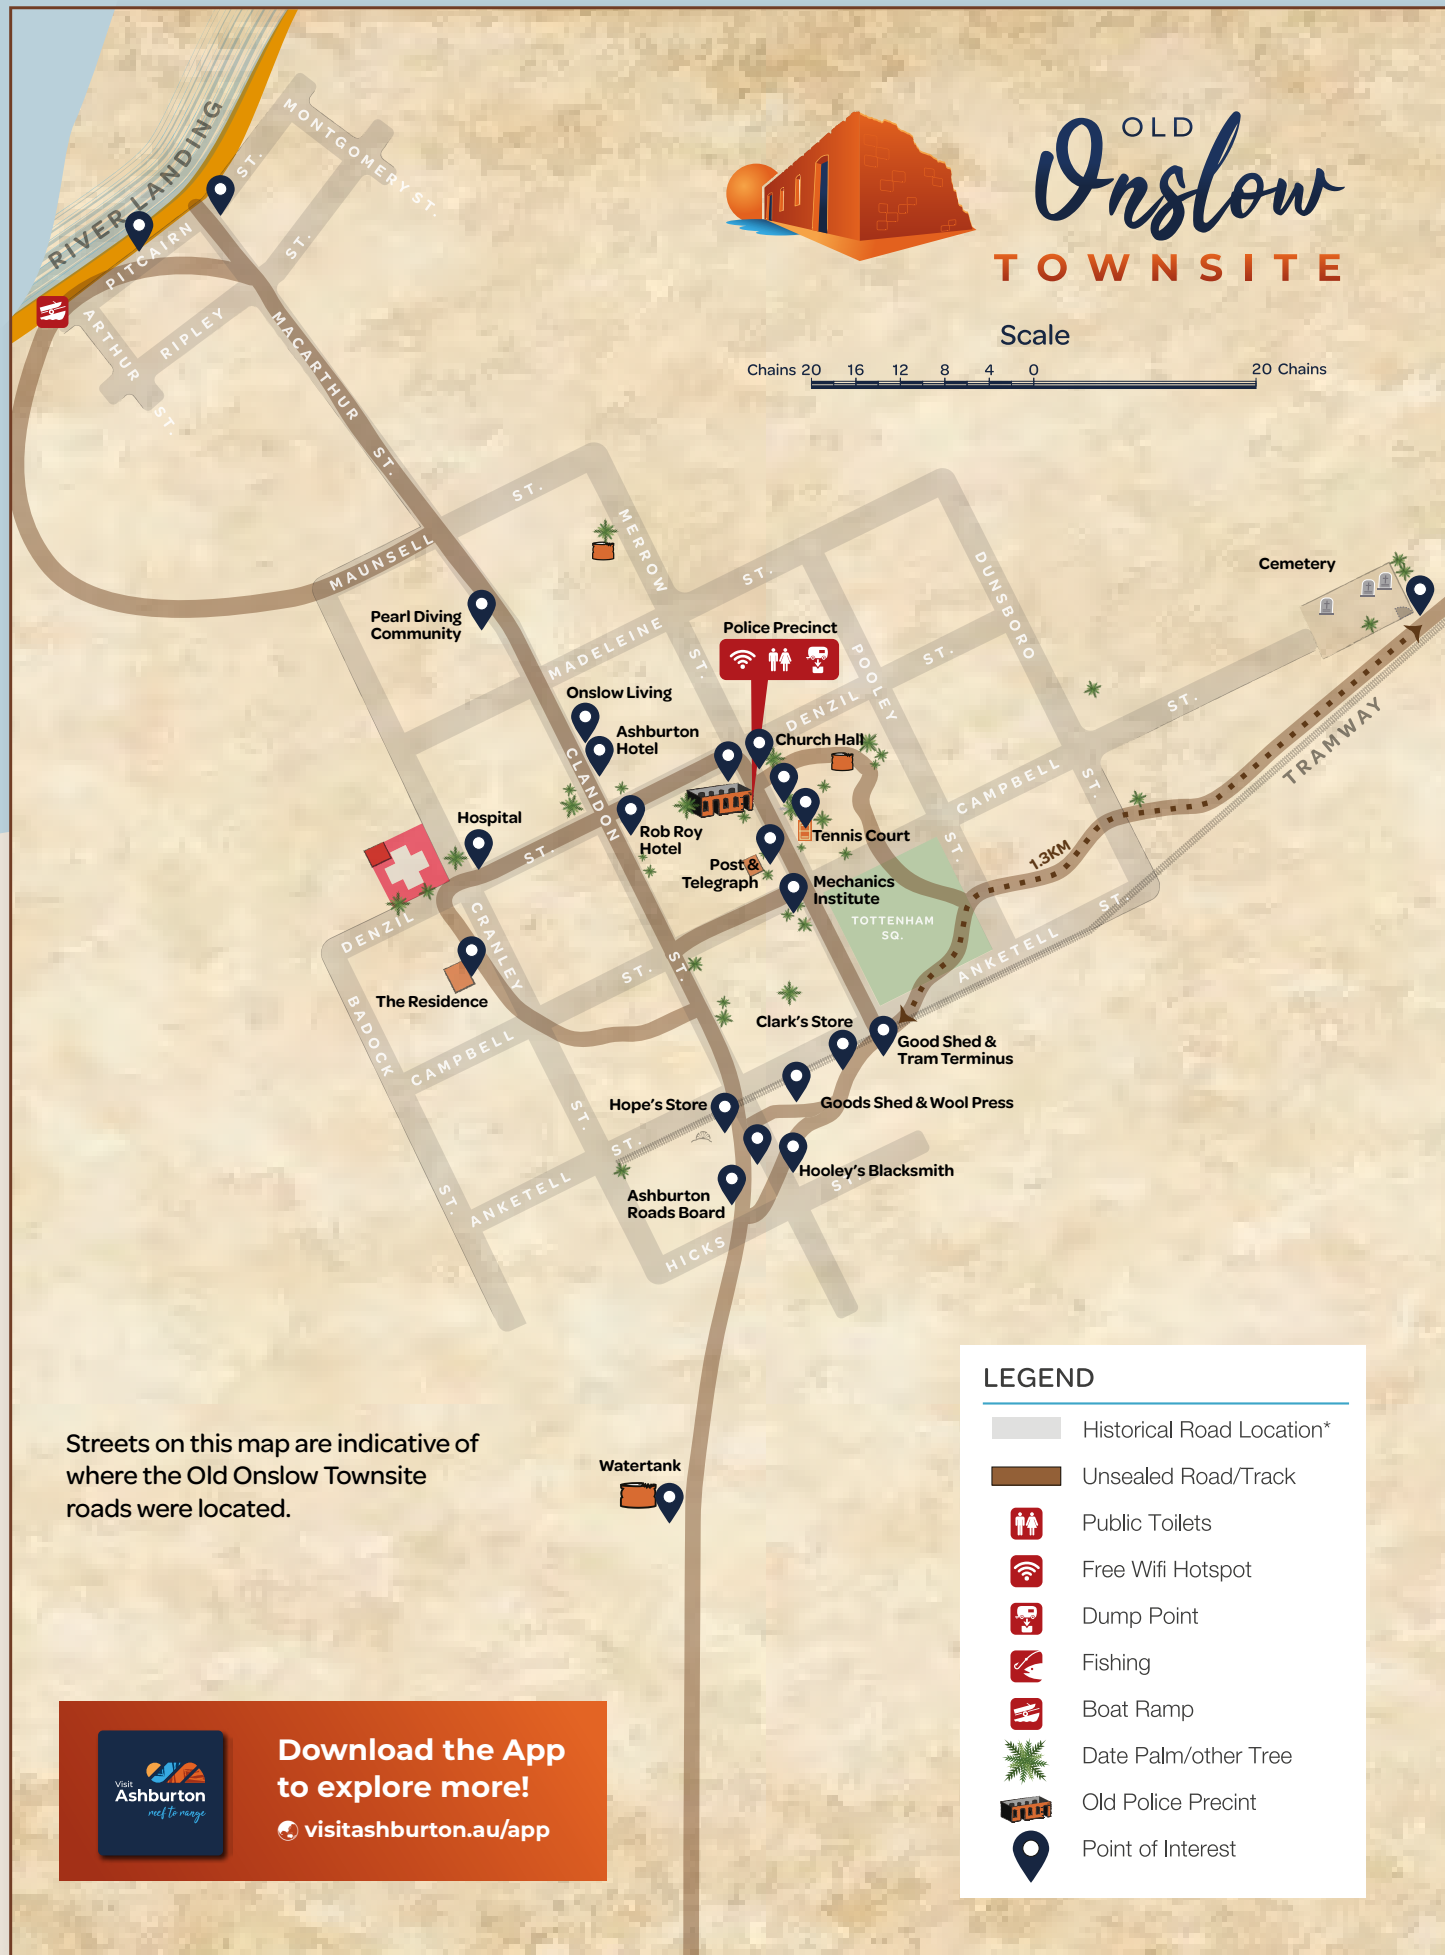 OLD
Onslow
TOWNSITE
Scale
Chains 20 16 12 8 4 0 20 Chains
RIVER LANDING
MONTGOMERY ST.
PITCAIRN ST.
ARTHUR ST.
RIPLEY ST.
MACARTHUR ST.
MAUNSELL ST.
MERROW ST.
DUNSBORO ST.
Cemetery
Pearl Diving
Community
MADELEINE ST.
Police Precinct
POOLEY ST.
DENZIL ST.
Onslow Living
Ashburton
Hotel
Church Hall
CLANDON ST.
CAMPBELL ST.
TRAMWAY
Hospital
Rob Roy
Hotel
Tennis Court
Post &
Telegraph
Mechanics
Institute
1.3KM
TOTTENHAM
SQ.
ANKETELL ST.
DENZIL ST.
CRANLEY ST.
The Residence
BADOCK ST.
CAMPBELL ST.
Clark's Store
Good Shed &
Tram Terminus
Hope's Store
Goods Shed & Wool Press
ANKETELL ST.
Hooley's Blacksmith
Ashburton
Roads Board
HICKS ST.
Watertank
Streets on this map are indicative of
where the Old Onslow Townsite
roads were located.
LEGEND
Historical Road Location*
Unsealed Road/Track
Public Toilets
Free Wifi Hotspot
Dump Point
Fishing
Boat Ramp
Date Palm/other Tree
Old Police Precint
Point of Interest
Visit
Ashburton
reef to range
Download the App
to explore more!
visitashburton.au/app